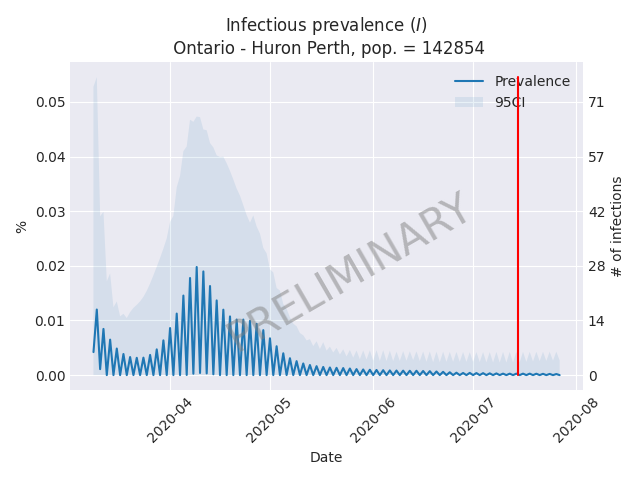 Infectious prevalence (I)
Ontario - Huron Perth, pop. = 142854
Prevalence
95CI
PRELIMINARY
%
0.05
0.04
0.03
0.02
0.01
0.00
71
57
42
28
14
0
# of infections
2020-04
2020-05
2020-06
2020-07
2020-08
Date